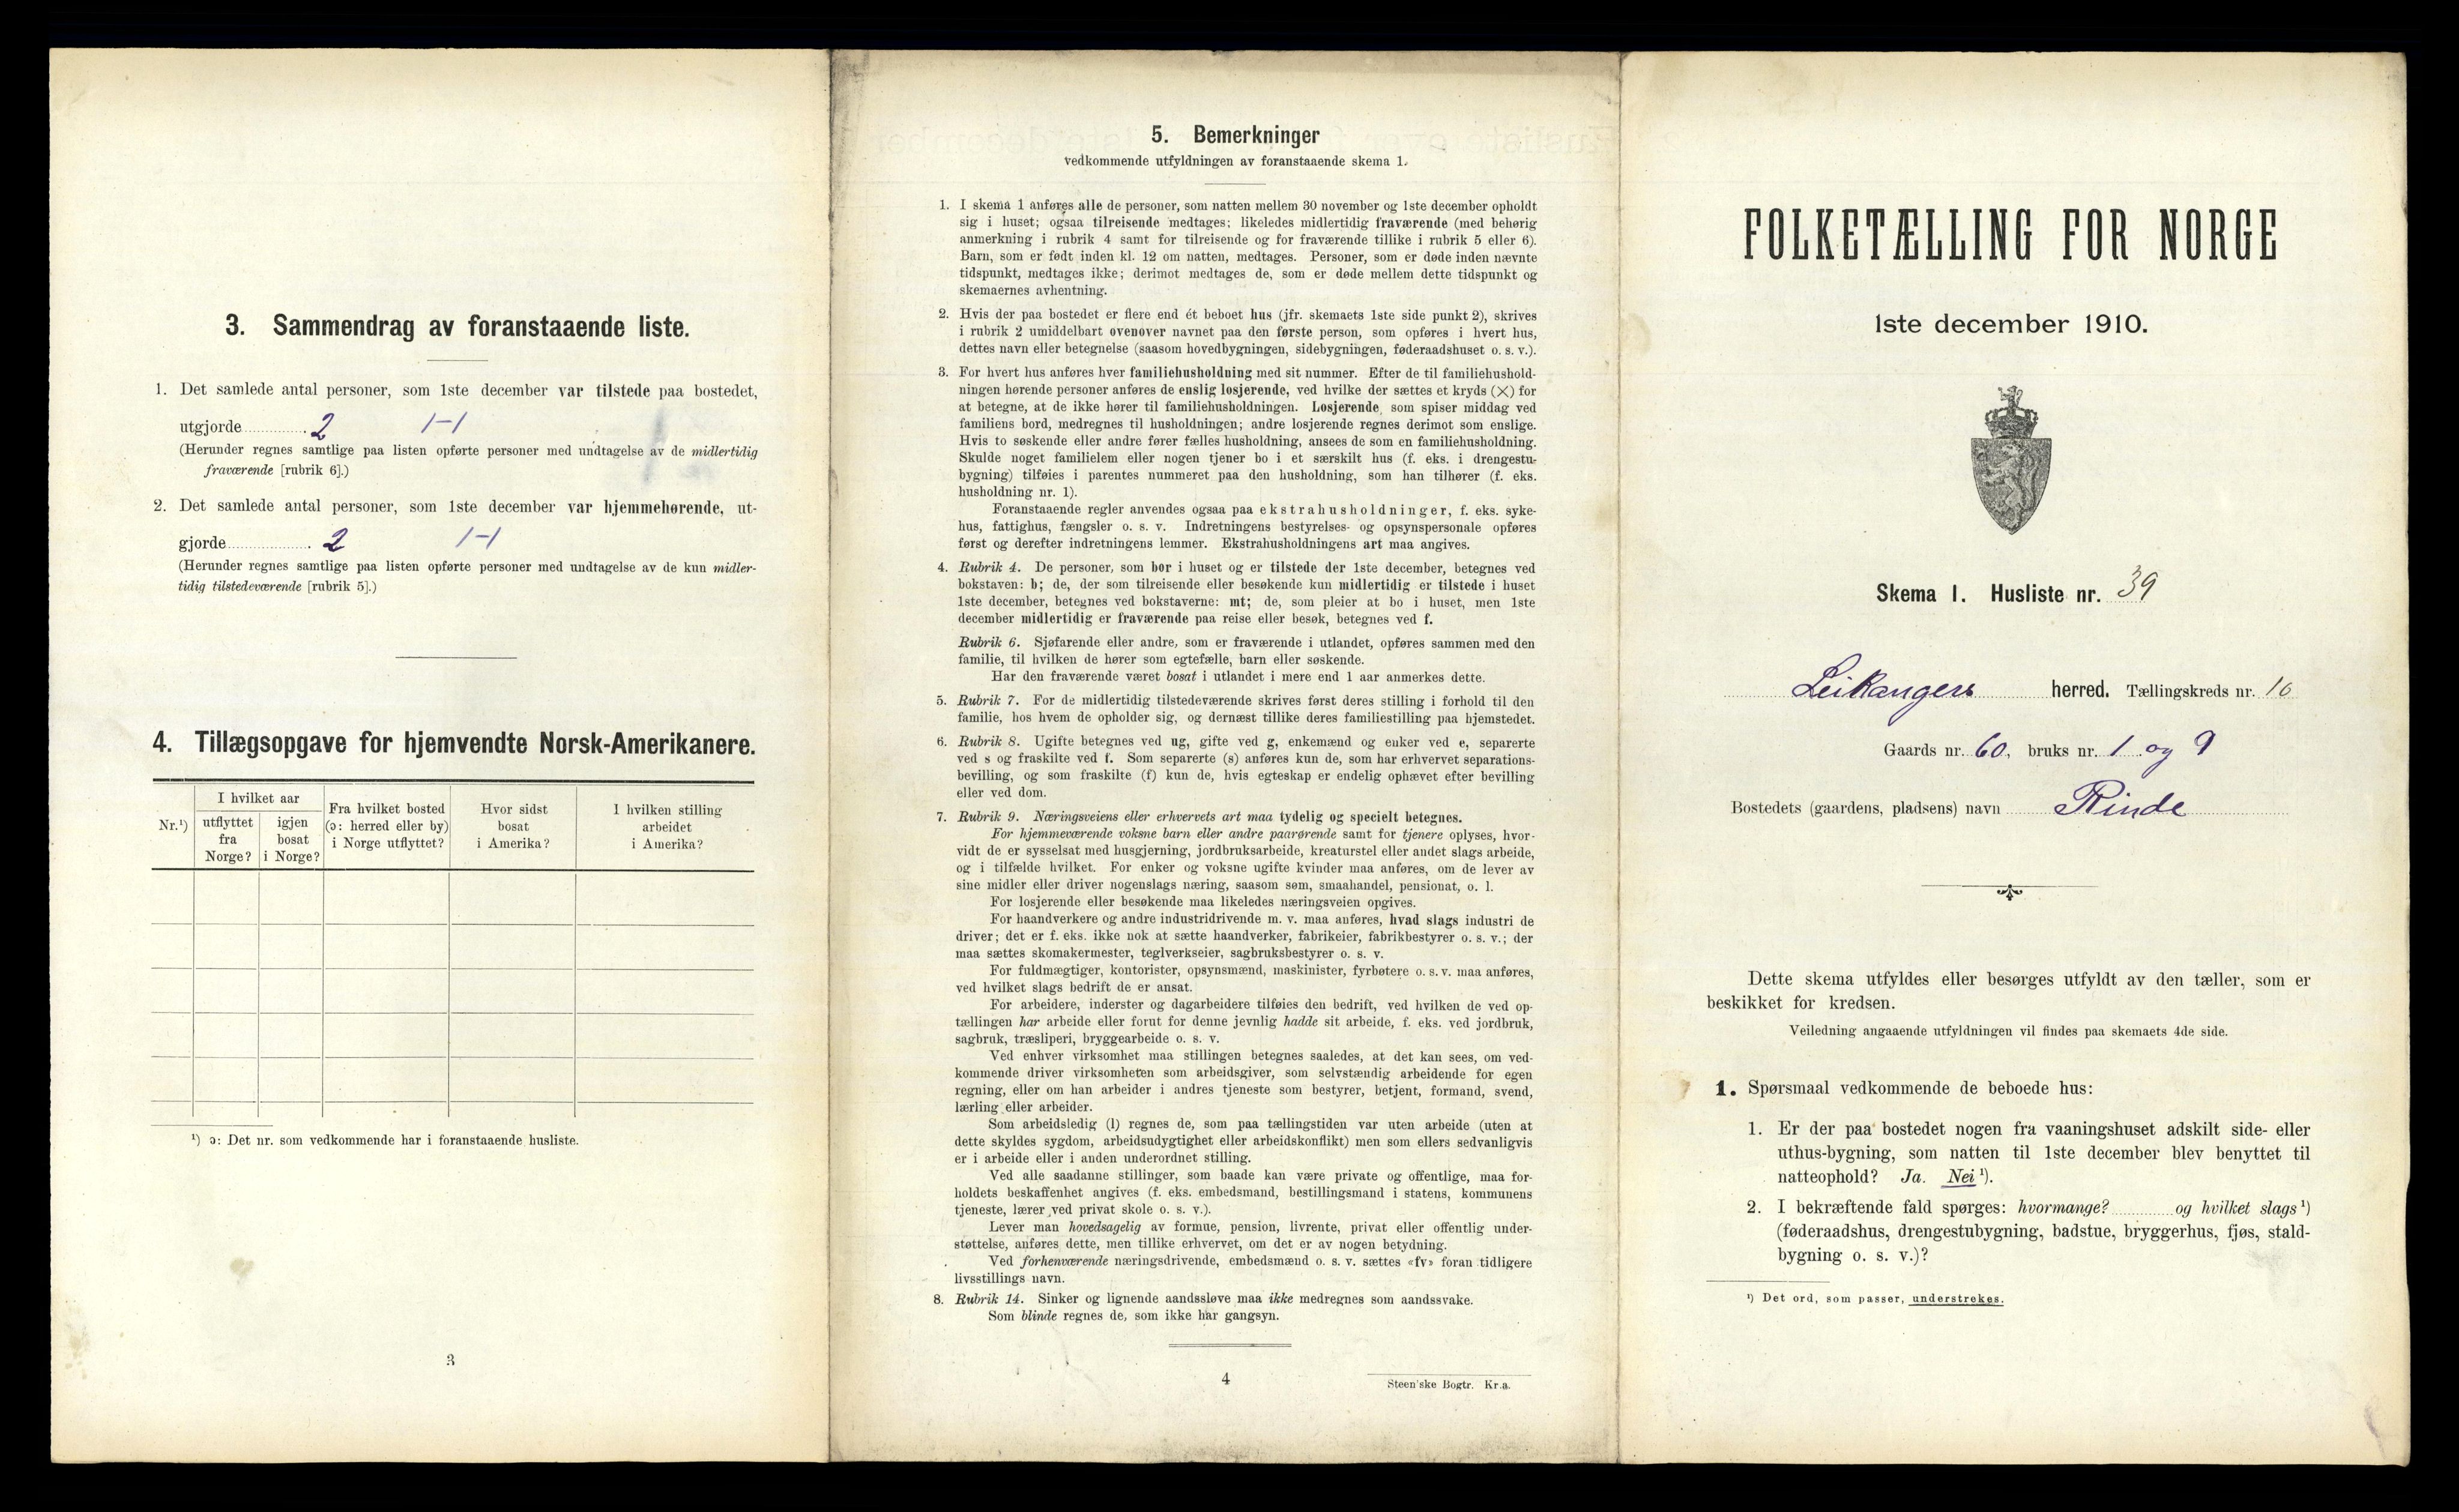 3. Sammendrag av foranstaaende liste.
1. Det samlede antal personer, som 1ste december var tilstede paa bostedet,
utgjorde 2 1-1
(Herunder regnes samtlige paa listen opførte personer med undtagelse av de midlertidig
fraværende [rubrik 6].)
2. Det samlede antal personer, som 1ste december var hjemmehørende, ut-
gjorde 2 1-1
(Herunder regnes samtlige paa listen opførte personer med undtagelse av de kun midler-
tidig tilstedeværende [rubrik 5].)
4. Tillægsopgave for hjemvendte Norsk-Amerikanere.
Nr.¹)
I hvilket aar
utflyttet
fra
Norge?
igjen
bosat
i Norge?
Fra hvilket bosted
(ɔ: herred eller by)
i Norge utflyttet?
Hvor sidst
bosat
i Amerika?
I hvilken stilling
arbeidet
i Amerika?
¹) ɔ: Det nr. som vedkommende har i foranstaaende husliste.
3
5. Bemerkninger
vedkommende utfyldningen av foranstaaende skema 1.
1. I skema 1 anføres alle de personer, som natten mellem 30 november og 1ste december opholdt
sig i huset; ogsaa tilreisende medtages; likeledes midlertidig fraværende (med behørig
anmerkning i rubrik 4 samt for tilreisende og for fraværende tillike i rubrik 5 eller 6).
Barn, som er født inden kl. 12 om natten, medtages. Personer, som er døde inden nævnte
tidspunkt, medtages ikke; derimot medtages de, som er døde mellem dette tidspunkt og
skemaernes avhentning.
2. Hvis der paa bostedet er flere end ét beboet hus (jfr. skemaets 1ste side punkt 2), skrives
i rubrik 2 umiddelbart ovenover navnet paa den første person, som opføres i hvert hus,
dettes navn eller betegnelse (saasom hovedbygningen, sidebygningen, føderaadshuset o. s. v.).
3. For hvert hus anføres hver familiehusholdning med sit nummer. Efter de til familiehushold-
ningen hørende personer anføres de enslig losjerende, ved hvilke der sættes et kryds (×) for
at betegne, at de ikke hører til familiehusholdningen. Losjerende, som spiser middag ved
familiens bord, medregnes til husholdningen; andre losjerende regnes derimot som enslige.
Hvis to søskende eller andre fører fælles husholdning, ansees de som en familiehusholdning.
Skulde noget familielem eller nogen tjener bo i et særskilt hus (f. eks. i drengestu-
bygning) tilføies i parentes nummeret paa den husholdning, som han tilhører (f. eks.
husholdning nr. 1).
Foranstaaende regler anvendes ogsaa paa ekstrahusholdninger, f. eks. syke-
hus, fattighus, fængsler o. s. v. Indretningens bestyrelses- og opsynspersonale opføres
først og derefter indretningens lemmer. Ekstrahusholdningens art maa angives.
4. Rubrik 4. De personer, som bor i huset og er tilstede der 1ste december, betegnes ved
bokstaven: b; de, der som tilreisende eller besøkende kun midlertidig er tilstede i huset
1ste december, betegnes ved bokstaverne: mt; de, som pleier at bo i huset, men 1ste
december midlertidig er fraværende paa reise eller besøk, betegnes ved f.
Rubrik 6. Sjøfarende eller andre, som er fraværende i utlandet, opføres sammen med den
familie, til hvilken de hører som egtefælle, barn eller søskende.
Har den fraværende været bosat i utlandet i mere end 1 aar anmerkes dette.
5. Rubrik 7. For de midlertidig tilstedeværende skrives først deres stilling i forhold til den
familie, hos hvem de opholder sig, og dernæst tillike deres familiestilling paa hjemstedet.
6. Rubrik 8. Ugifte betegnes ved ug, gifte ved g, enkemænd og enker ved e, separerte
ved s og fraskilte ved f. Som separerte (s) anføres kun de, som har erhvervet separations-
bevilling, og som fraskilte (f) kun de, hvis egteskap er endelig ophævet efter bevilling
eller ved dom.
7. Rubrik 9. Næringsveiens eller erhvervets art maa tydelig og specielt betegnes.
For hjemmeværende voksne barn eller andre paarørende samt for tjenere oplyses, hvor-
vidt de er sysselsat med husgjerning, jordbruksarbeide, kreaturstel eller andet slags arbeide,
og i tilfælde hvilket. For enker og voksne ugifte kvinder maa anføres, om de lever av
sine midler eller driver nogenslags næring, saasom søm, smaahandel, pensionat, o. l.
For losjerende eller besøkende maa likeledes næringsveien opgives.
For haandverkere og andre industridrivende m. v. maa anføres, hvad slags industri de
driver; det er f. eks. ikke nok at sætte haandverker, fabrikeier, fabrikbestyrer o. s. v.; der
maa sættes skomakermester, teglverkseier, sagbruksbestyrer o. s. v.
For fuldmægtiger, kontorister, opsynsmænd, maskinister, fyrbøtere o. s. v. maa anføres,
ved hvilket slags bedrift de er ansat.
For arbeidere, inderster og dagarbeidere tilføies den bedrift, ved hvilken de ved op-
tællingen har arbeide eller forut for denne jevnlig hadde sit arbeide, f. eks. ved jordbruk,
sagbruk, træsliperi, bryggearbeide o. s. v.
Ved enhver virksomhet maa stillingen betegnes saaledes, at det kan sees, om ved-
kommende driver virksomheten som arbeidsgiver, som selvstændig arbeidende for egen
regning, eller om han arbeider i andres tjeneste som bestyrer, betjent, formand, svend,
lærling eller arbeider.
Som arbeidsledig (l) regnes de, som paa tællingstiden var uten arbeide (uten at
dette skyldes sygdom, arbeidsudygtighet eller arbeidskonflikt) men som ellers sedvanligvis
er i arbeide eller i anden underordnet stilling.
Ved alle saadanne stillinger, som baade kan være private og offentlige, maa for-
holdets beskaffenhet angives (f. eks. embedsmand, bestillingsmand i statens, kommunens
tjeneste, lærer ved privat skole o. s. v.).
Lever man hovedsagelig av formue, pension, livrente, privat eller offentlig under-
støttelse, anføres dette, men tillike erhvervet, om det er av nogen betydning.
Ved forhenværende næringsdrivende, embedsmænd o. s. v. sættes «fv» foran tidligere
livsstillings navn.
8. Rubrik 14. Sinker og lignende aandssløve maa ikke medregnes som aandssvake.
Som blinde regnes de, som ikke har gangsyn.
4
Steen'ske Bogtr. Kr.a.
FOLKETÆLLING FOR NORGE
1ste december 1910.
Skema 1. Husliste nr. 39
Leikanger herred. Tællingskreds nr. 10
Gaards nr. 60, bruks nr. 1 og 9
Bostedets (gaardens, pladsens) navn Rinde
Dette skema utfyldes eller besørges utfyldt av den tæller, som er
beskikket for kredsen.
Veiledning angaaende utfyldningen vil findes paa skemaets 4de side.
1. Spørsmaal vedkommende de beboede hus:
1. Er der paa bostedet nogen fra vaaningshuset adskilt side- eller
uthus-bygning, som natten til 1ste december blev benyttet til
natteophold? Ja. Nei ¹).
2. I bekræftende fald spørges: hvormange? og hvilket slags ¹)
(føderaadshus, drengestubygning, badstue, bryggerhus, fjøs, stald-
bygning o. s. v.)?
¹) Det ord, som passer, understrekes.